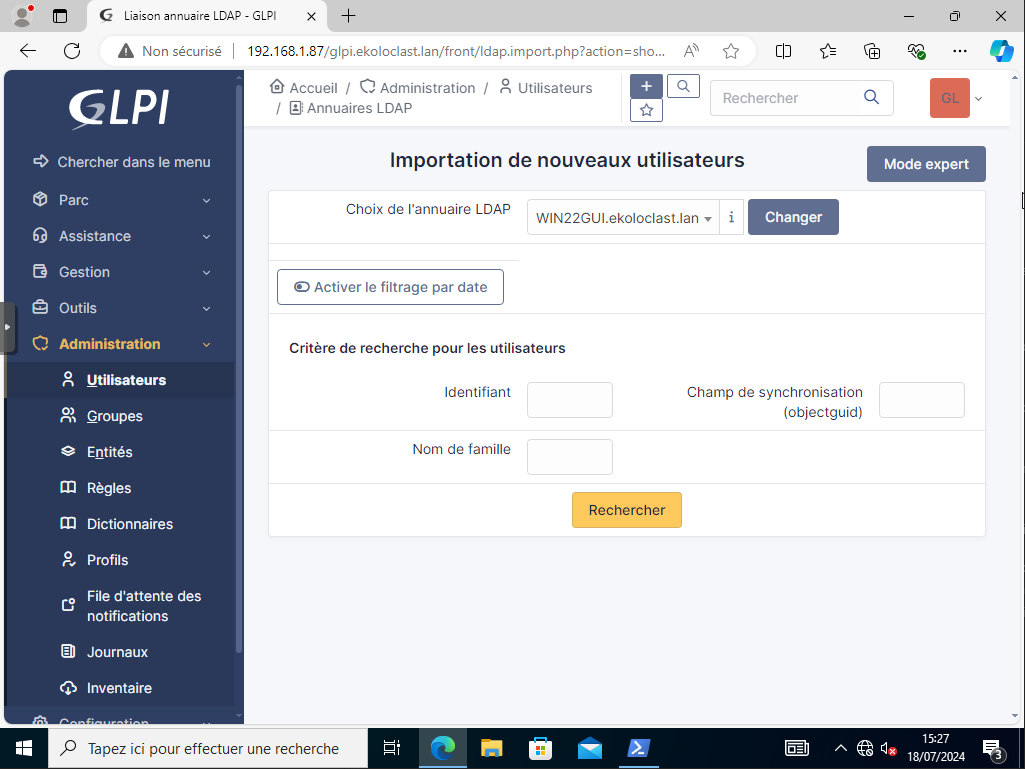 Liaison annuaire LDAP - GLPI
Non sécurisé
192.168.1.87/glpi.ekoloclast.lan/front/ldap.import.php?action=sho...
GLPI
Chercher dans le menu
Parc
Assistance
Gestion
Outils
Administration
Utilisateurs
Groupes
Entités
Règles
Dictionnaires
Profils
File d'attente des
notifications
Journaux
Inventaire
Configuration
Accueil / Administration / Utilisateurs
/ Annuaires LDAP
Rechercher
GL
Importation de nouveaux utilisateurs
Mode expert
Choix de l'annuaire LDAP
WIN22GUI.ekoloclast.lan
i
Changer
Activer le filtrage par date
Critère de recherche pour les utilisateurs
Identifiant
Champ de synchronisation
(objectguid)
Nom de famille
Rechercher
Tapez ici pour effectuer une recherche
15:27
18/07/2024
3